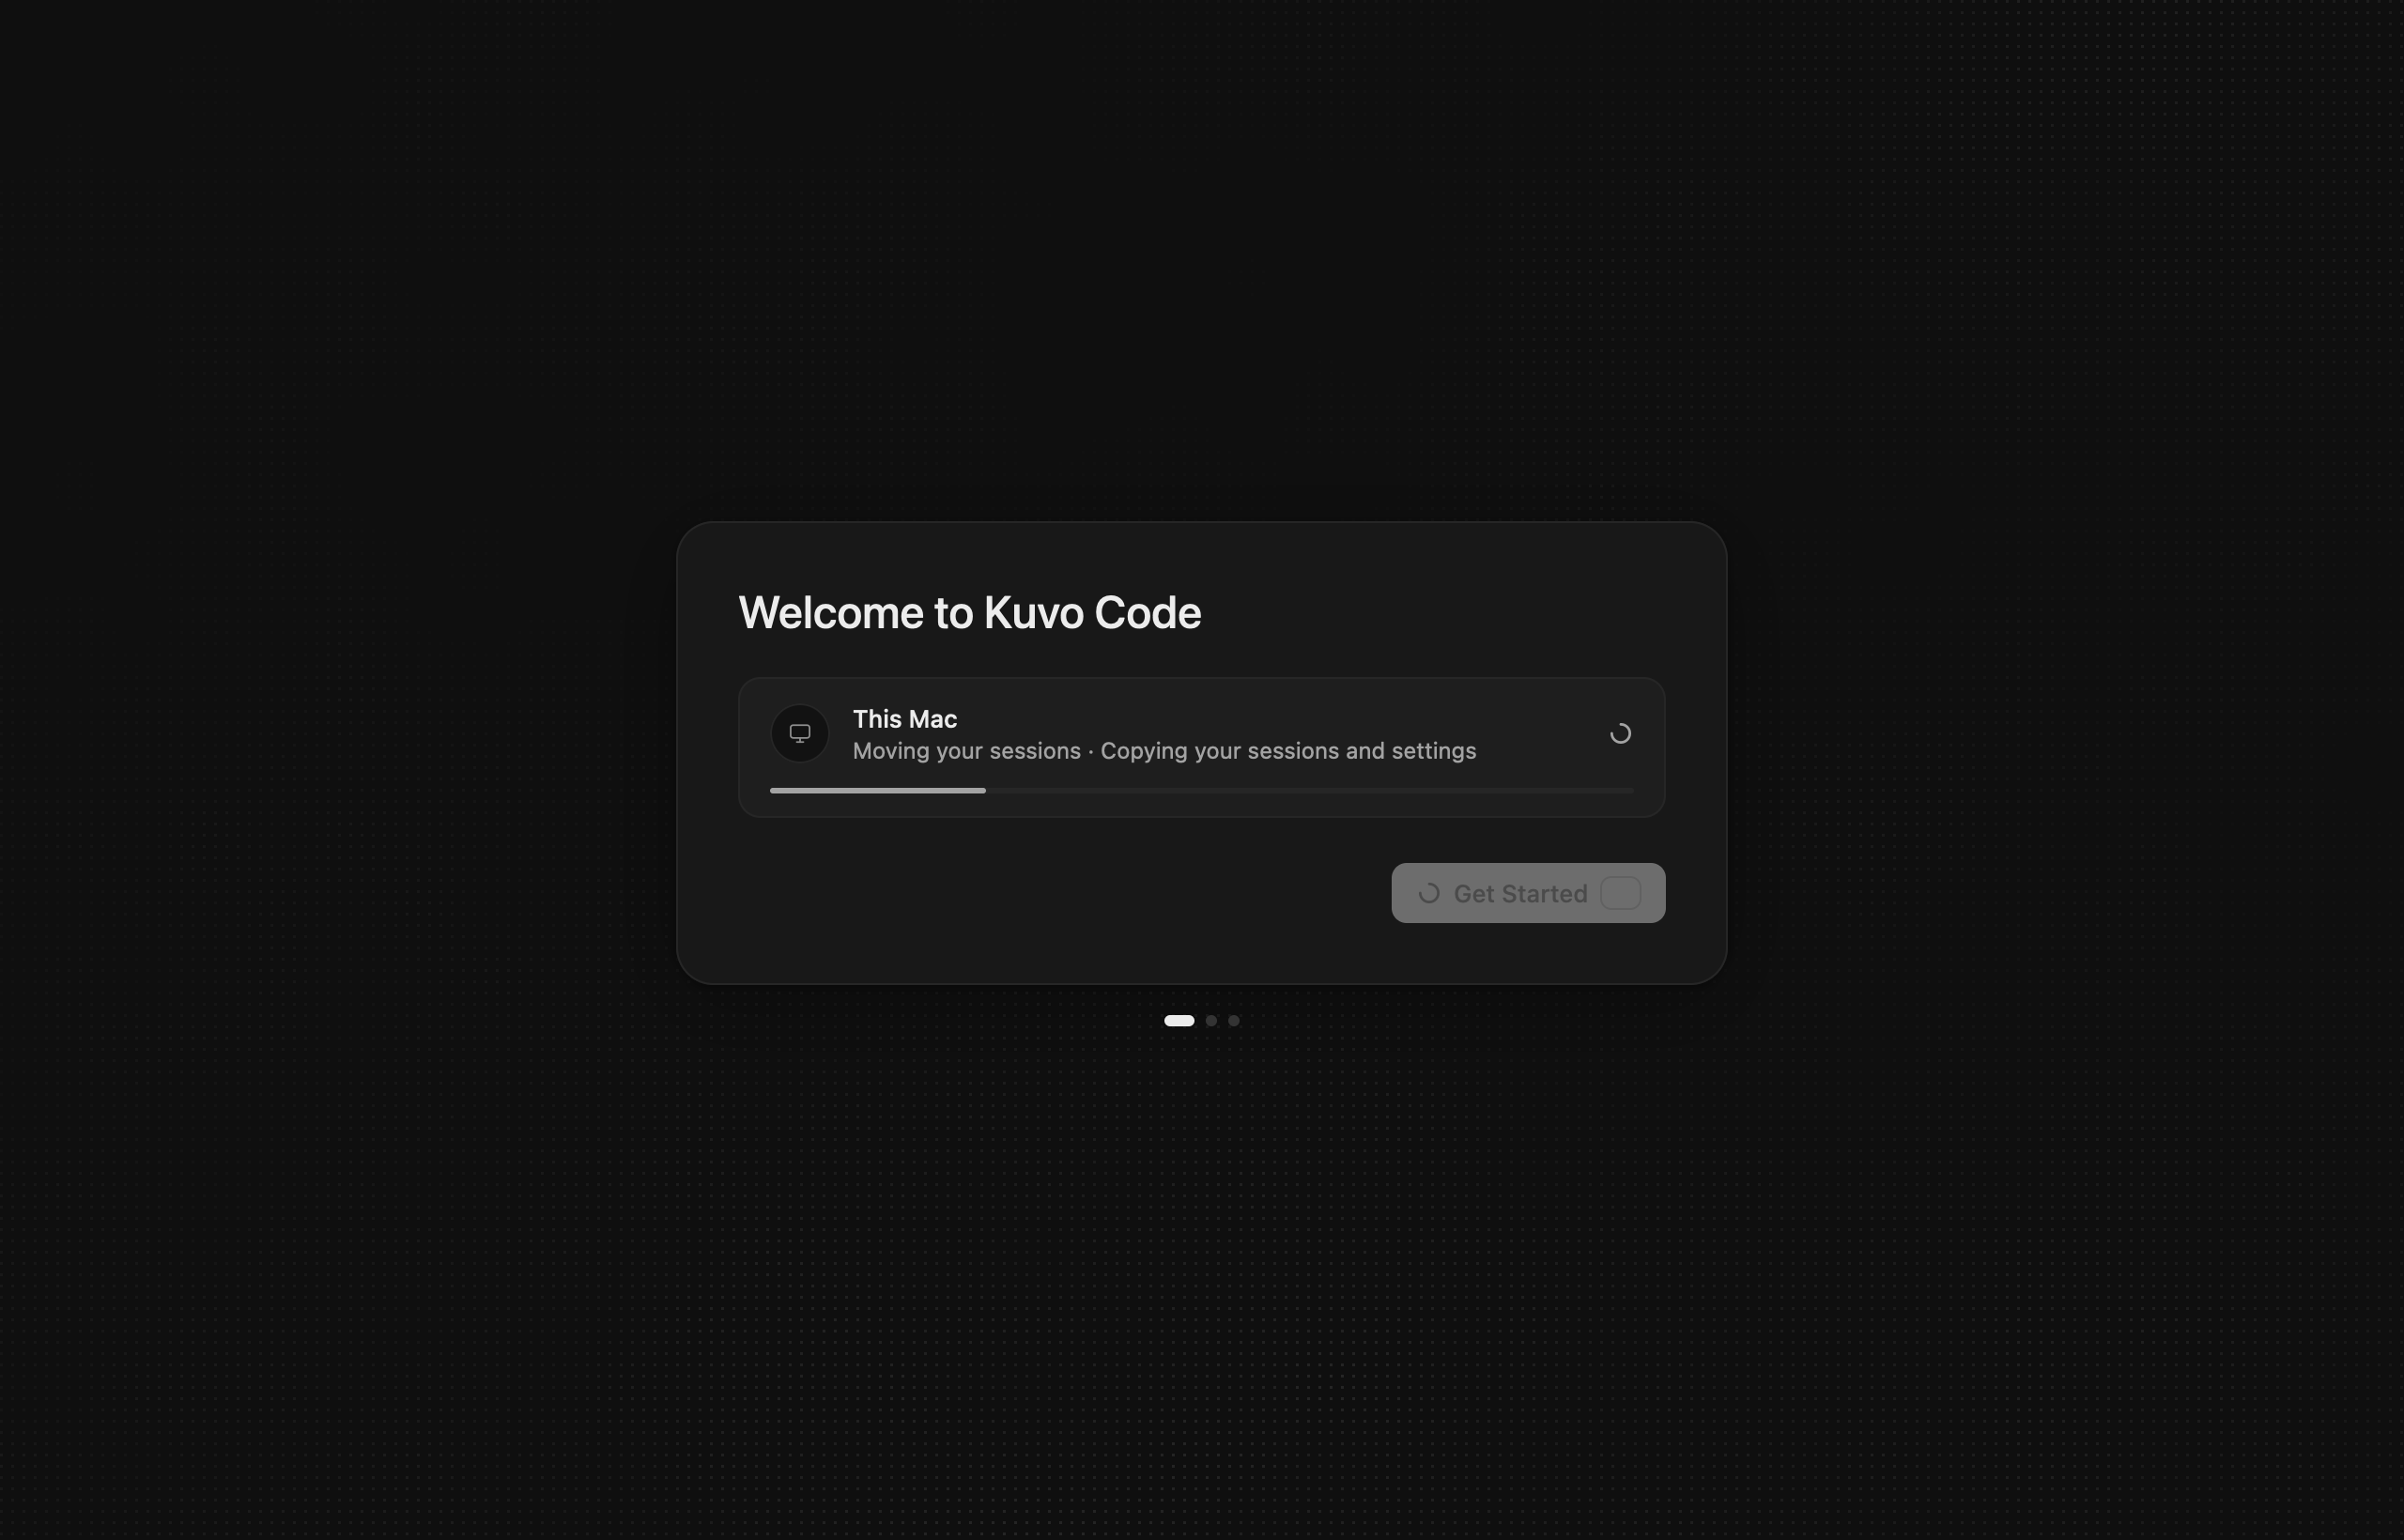 Welcome to Kuvo Code
This Mac
Moving your sessions · Copying your sessions and settings
Get Started